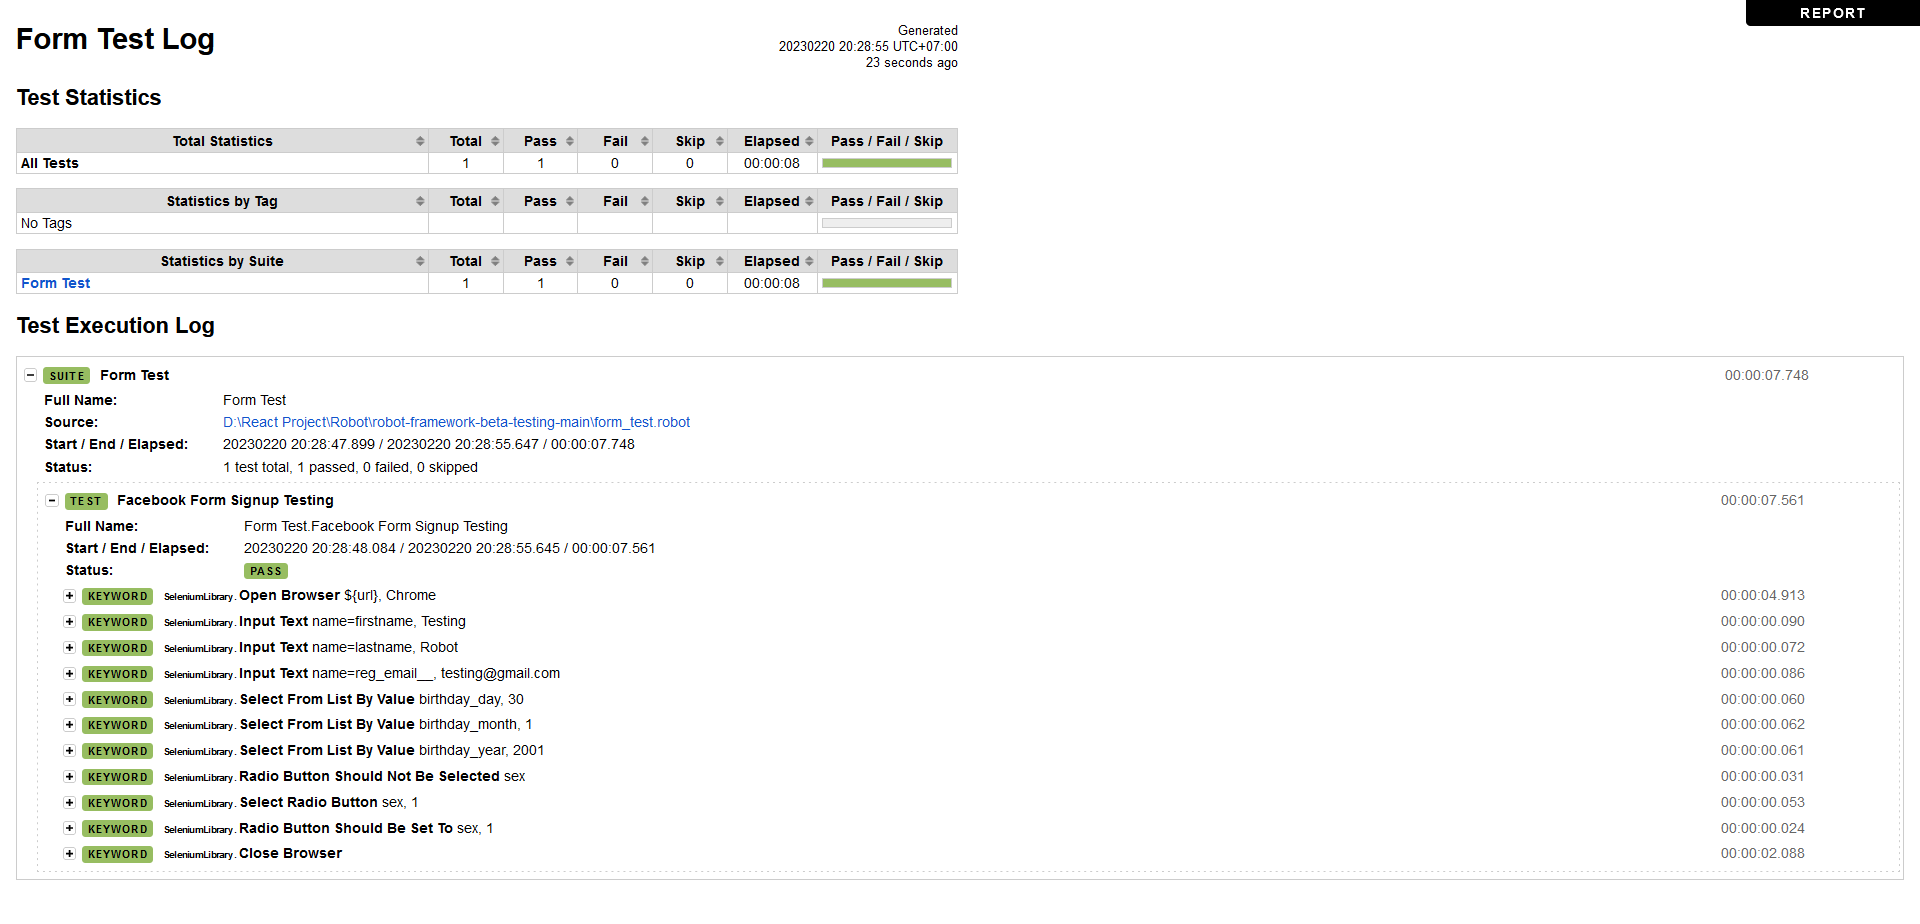 REPORT
Form Test Log
Generated
20230220 20:28:55 UTC+07:00
23 seconds ago
Test Statistics
Total Statistics Total Pass Fail Skip Elapsed Pass / Fail / Skip
All Tests 1 1 0 0 00:00:08
Statistics by Tag Total Pass Fail Skip Elapsed Pass / Fail / Skip
No Tags
Statistics by Suite Total Pass Fail Skip Elapsed Pass / Fail / Skip
Form Test 1 1 0 0 00:00:08
Test Execution Log
SUITE Form Test 00:00:07.748
Full Name: Form Test
Source: D:\React Project\Robot\robot-framework-beta-testing-main\form_test.robot
Start / End / Elapsed: 20230220 20:28:47.899 / 20230220 20:28:55.647 / 00:00:07.748
Status: 1 test total, 1 passed, 0 failed, 0 skipped
TEST Facebook Form Signup Testing 00:00:07.561
Full Name: Form Test.Facebook Form Signup Testing
Start / End / Elapsed: 20230220 20:28:48.084 / 20230220 20:28:55.645 / 00:00:07.561
Status: PASS
KEYWORD SeleniumLibrary. Open Browser ${url}, Chrome 00:00:04.913
KEYWORD SeleniumLibrary. Input Text name=firstname, Testing 00:00:00.090
KEYWORD SeleniumLibrary. Input Text name=lastname, Robot 00:00:00.072
KEYWORD SeleniumLibrary. Input Text name=reg_email__, testing@gmail.com 00:00:00.086
KEYWORD SeleniumLibrary. Select From List By Value birthday_day, 30 00:00:00.060
KEYWORD SeleniumLibrary. Select From List By Value birthday_month, 1 00:00:00.062
KEYWORD SeleniumLibrary. Select From List By Value birthday_year, 2001 00:00:00.061
KEYWORD SeleniumLibrary. Radio Button Should Not Be Selected sex 00:00:00.031
KEYWORD SeleniumLibrary. Select Radio Button sex, 1 00:00:00.053
KEYWORD SeleniumLibrary. Radio Button Should Be Set To sex, 1 00:00:00.024
KEYWORD SeleniumLibrary. Close Browser 00:00:02.088